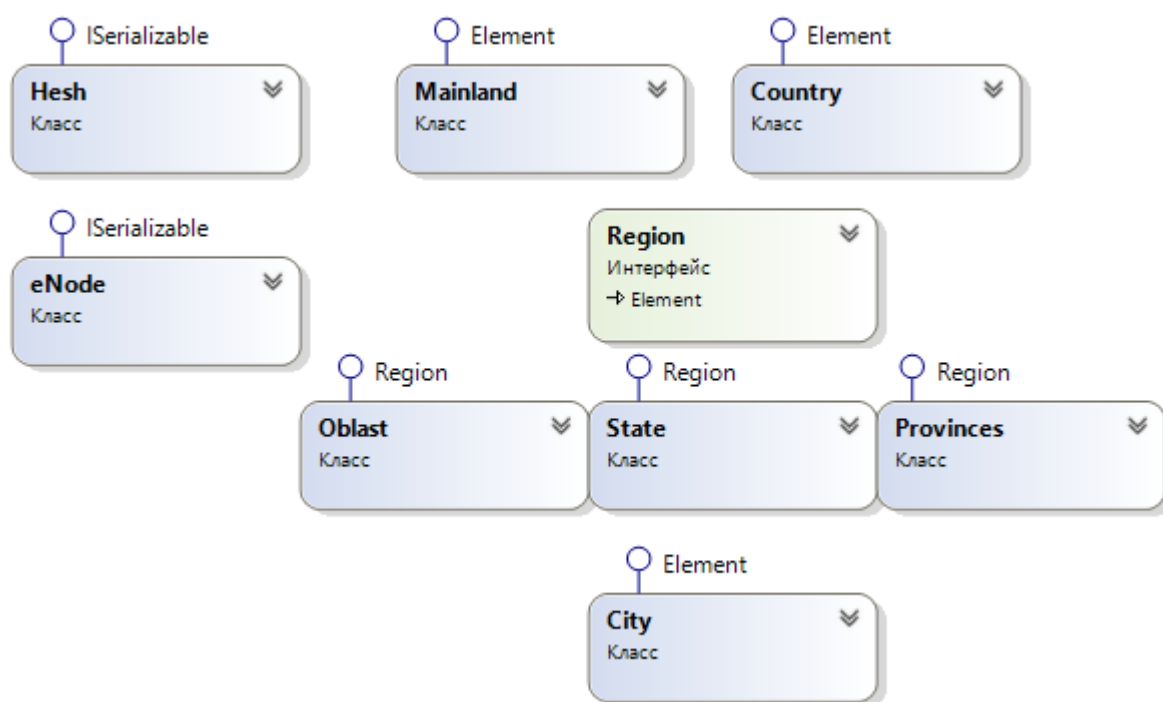 ISerializable
Element
Element
Hesh
Класс
Mainland
Класс
Country
Класс
ISerializable
eNode
Класс
Region
Интерфейс
Element
Region
Region
Region
Oblast
Класс
State
Класс
Provinces
Класс
Element
City
Класс